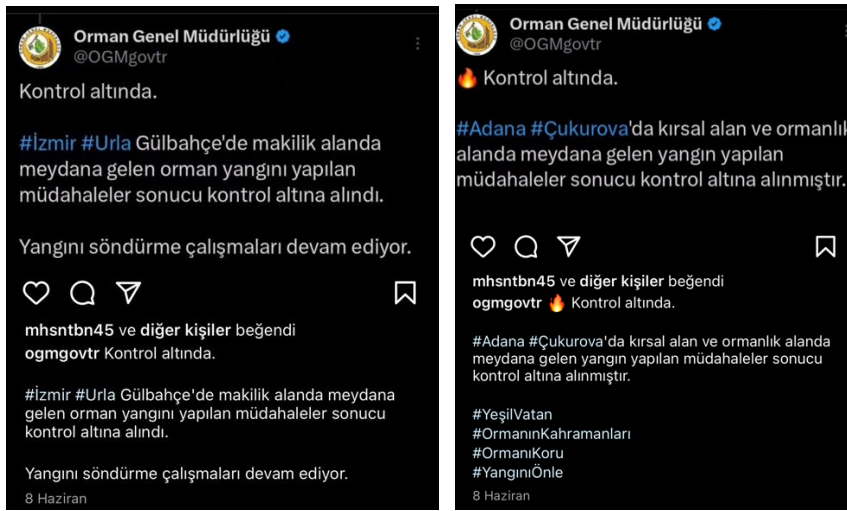 Orman Genel Müdürlüğü
@OGMgovtr
Kontrol altında.
#İzmir #Urla Gülbahçe'de makilik alanda
meydana gelen orman yangını yapılan
müdahaleler sonucu kontrol altına alındı.
Yangını söndürme çalışmaları devam ediyor.
mhsntbn45 ve diğer kişiler beğendi
ogmgovtr Kontrol altında.
#İzmir #Urla Gülbahçe'de makilik alanda meydana
gelen orman yangını yapılan müdahaleler sonucu
kontrol altına alındı.
Yangını söndürme çalışmaları devam ediyor.
8 Haziran
Orman Genel Müdürlüğü
@OGMgovtr
🔥 Kontrol altında.
#Adana #Çukurova'da kırsal alan ve ormanlık
alanda meydana gelen yangın yapılan
müdahaleler sonucu kontrol altına alınmıştır.
mhsntbn45 ve diğer kişiler beğendi
ogmgovtr 🔥 Kontrol altında.
#Adana #Çukurova'da kırsal alan ve ormanlık alanda
meydana gelen yangın yapılan müdahaleler sonucu
kontrol altına alınmıştır.
#YeşilVatan
#OrmanınKahramanları
#OrmanıKoru
#YangınıÖnle
8 Haziran